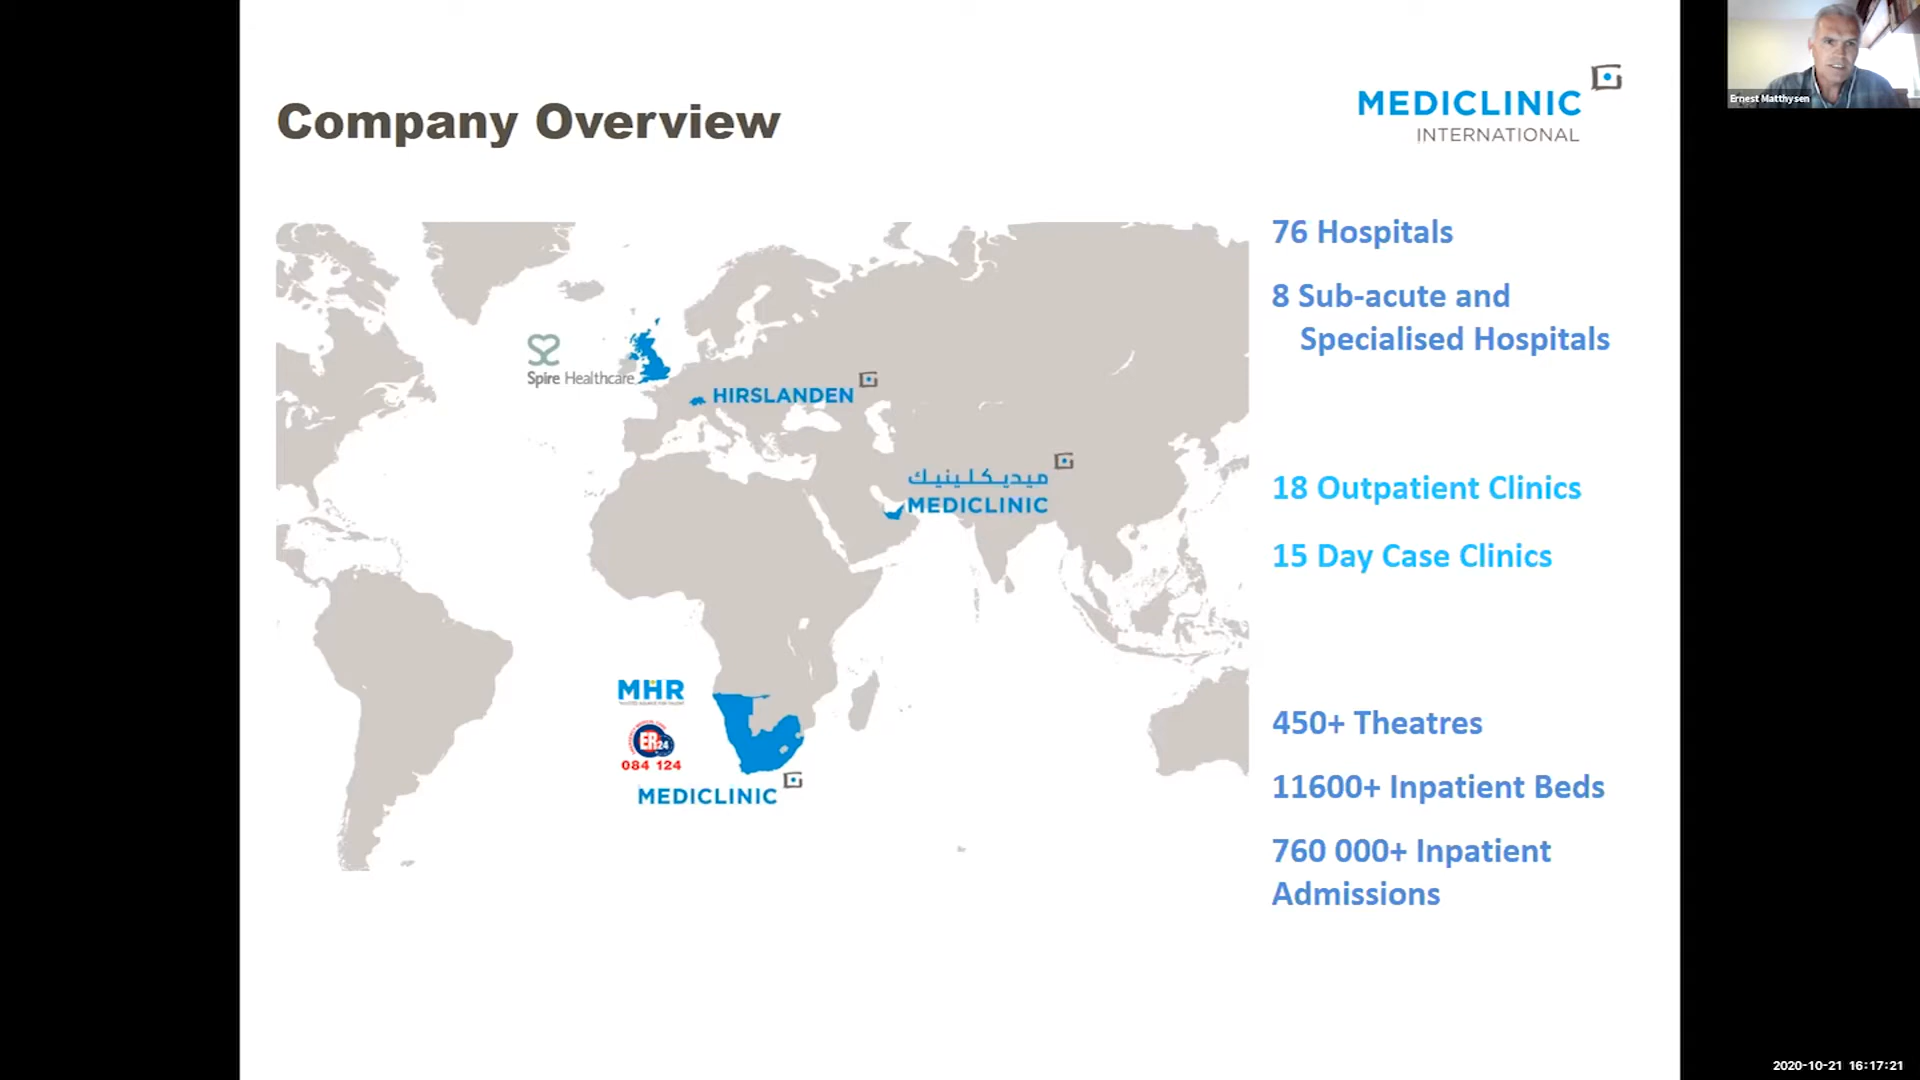 Company Overview
MEDICLINIC
INTERNATIONAL
Ernest Matthysen
76 Hospitals
8 Sub-acute and
Specialised Hospitals
18 Outpatient Clinics
15 Day Case Clinics
450+ Theatres
11600+ Inpatient Beds
760 000+ Inpatient
Admissions
Spire Healthcare
HIRSLANDEN
ميديكلينيك
MEDICLINIC
MHR
ER24
084 124
MEDICLINIC
2020-10-21 16:17:21